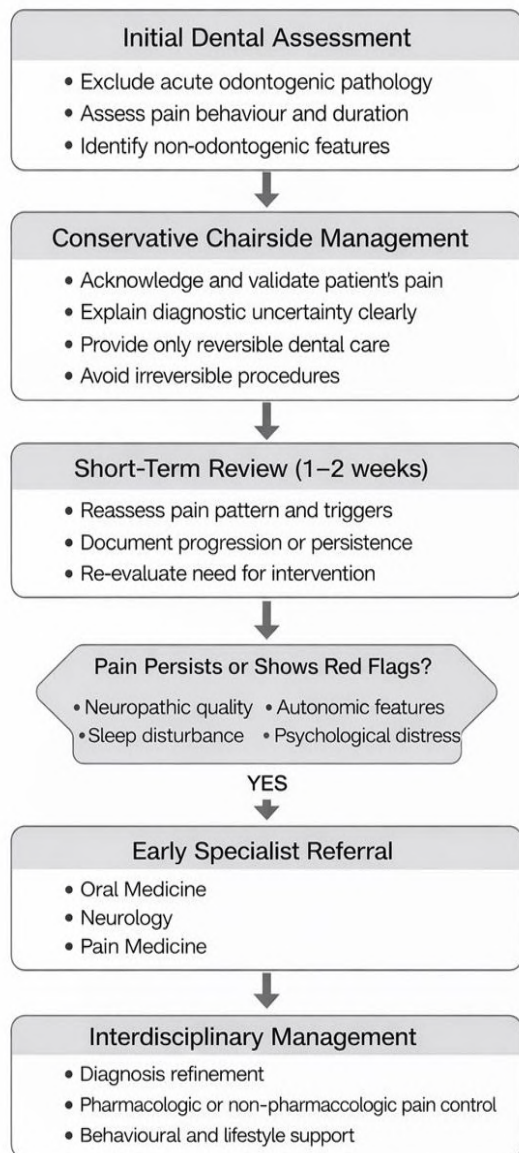 Initial Dental Assessment
• Exclude acute odontogenic pathology
• Assess pain behaviour and duration
• Identify non-odontogenic features
Conservative Chairside Management
• Acknowledge and validate patient's pain
• Explain diagnostic uncertainty clearly
• Provide only reversible dental care
• Avoid irreversible procedures
Short-Term Review (1–2 weeks)
• Reassess pain pattern and triggers
• Document progression or persistence
• Re-evaluate need for intervention
Pain Persists or Shows Red Flags?
• Neuropathic quality • Autonomic features
• Sleep disturbance • Psychological distress
YES
Early Specialist Referral
• Oral Medicine
• Neurology
• Pain Medicine
Interdisciplinary Management
• Diagnosis refinement
• Pharmacologic or non-pharmaccologic pain control
• Behavioural and lifestyle support